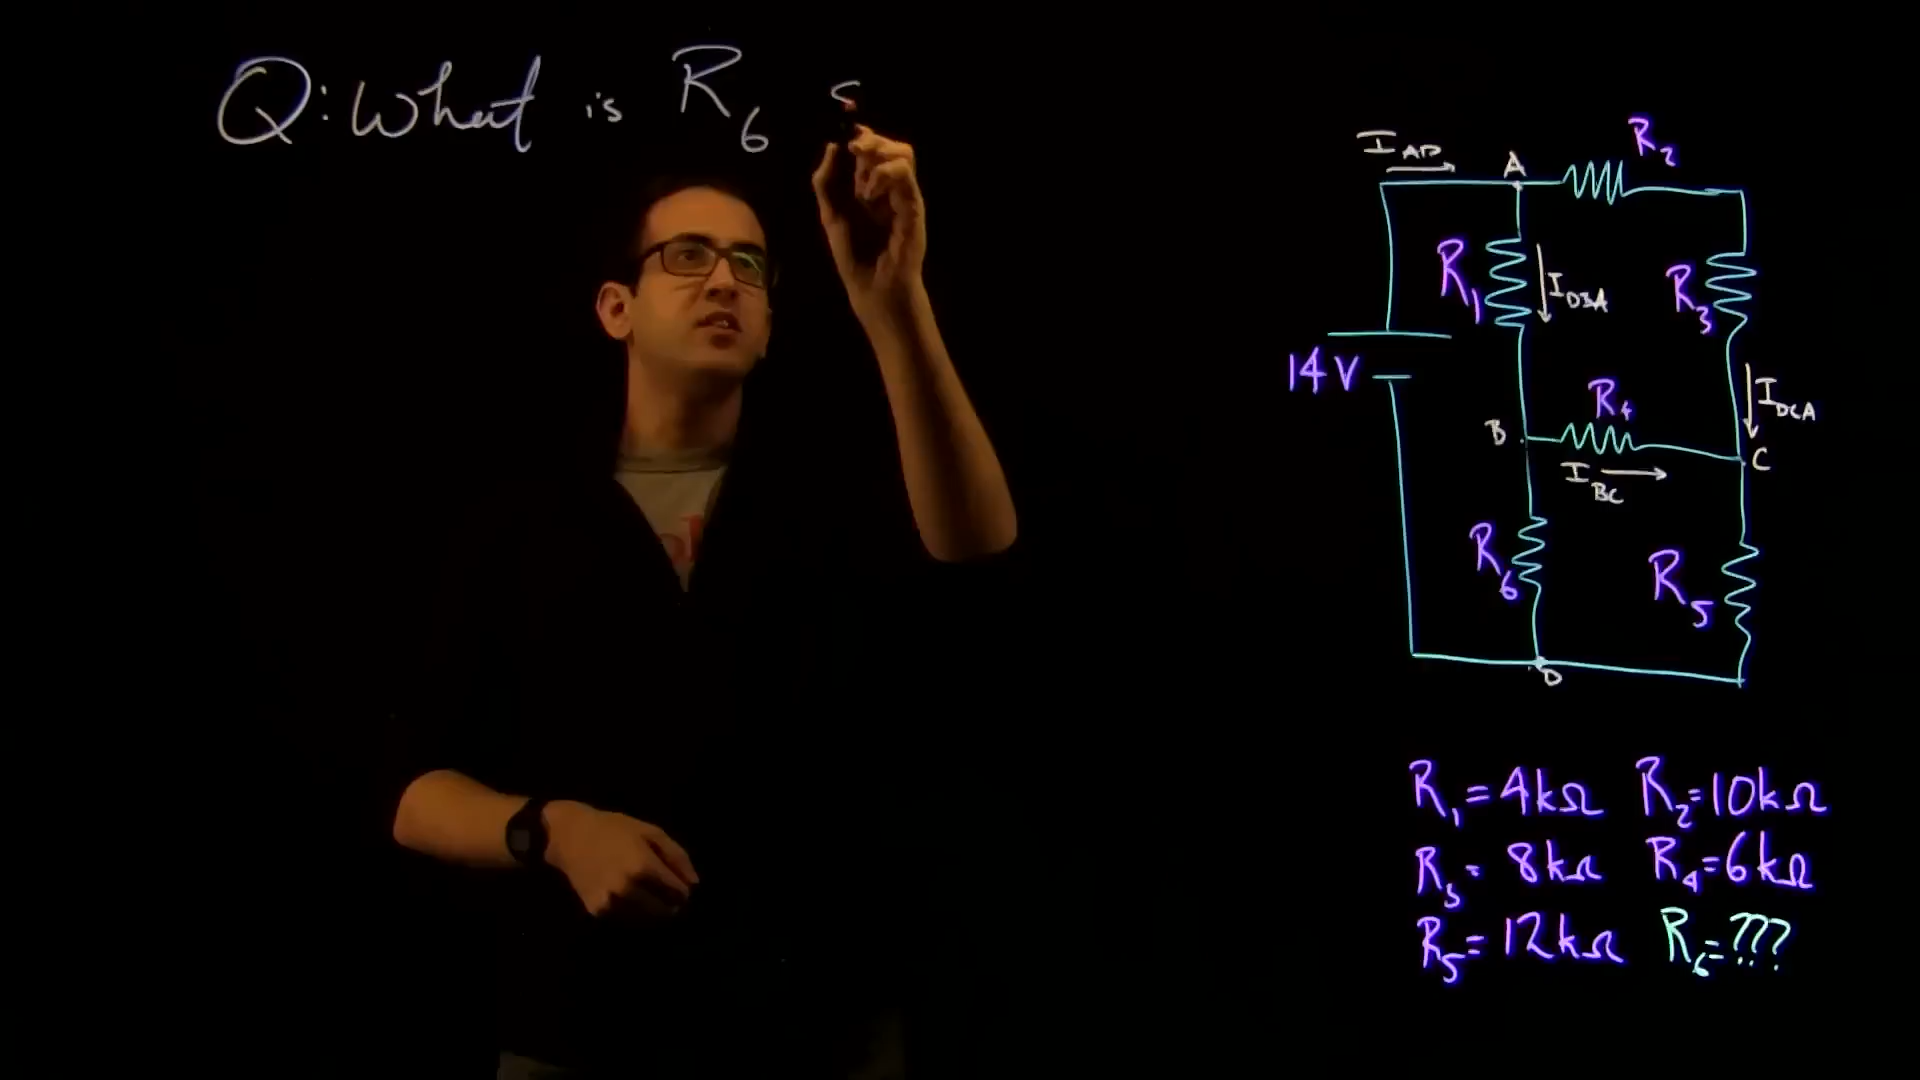 Q: What is R6 s
IAD
A
R2
R1
IDBA
R3
14V
R4
IDCA
B
C
IBC
R6
R5
D
R1=4kΩ R2=10kΩ
R3= 8kΩ R4=6kΩ
R5= 12kΩ R6=???